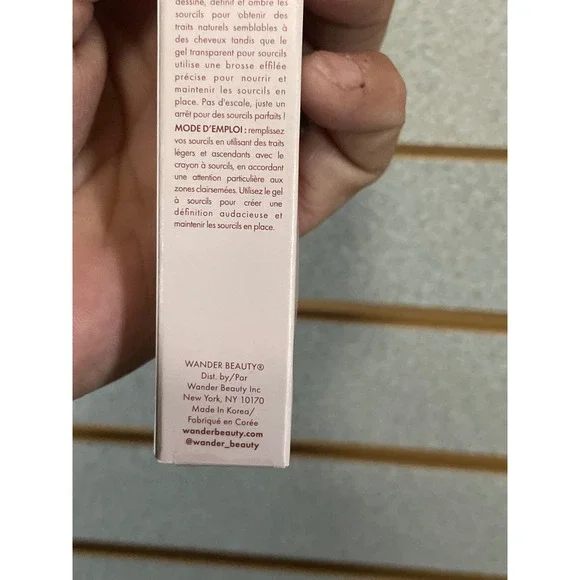 dessine, définit et ombre les
sourcils pour obtenir des
traits naturels semblables à
des cheveux tandis que le
gel transparent pour sourcils
utilise une brosse effilée
précise pour nourrir et
maintenir les sourcils en
place. Pas d'escale, juste un
arrêt pour des sourcils parfaits !
MODE D'EMPLOI : remplissez
vos sourcils en utilisant des traits
légers et ascendants avec le
crayon à sourcils, en accordant
une attention particulière aux
zones clairsemées. Utilisez le gel
à sourcils pour créer une
définition audacieuse et
maintenir les sourcils en place.
WANDER BEAUTY®
Dist. by/Par
Wander Beauty Inc
New York, NY 10170
Made In Korea/
Fabriqué en Corée
wanderbeauty.com
@wander_beauty